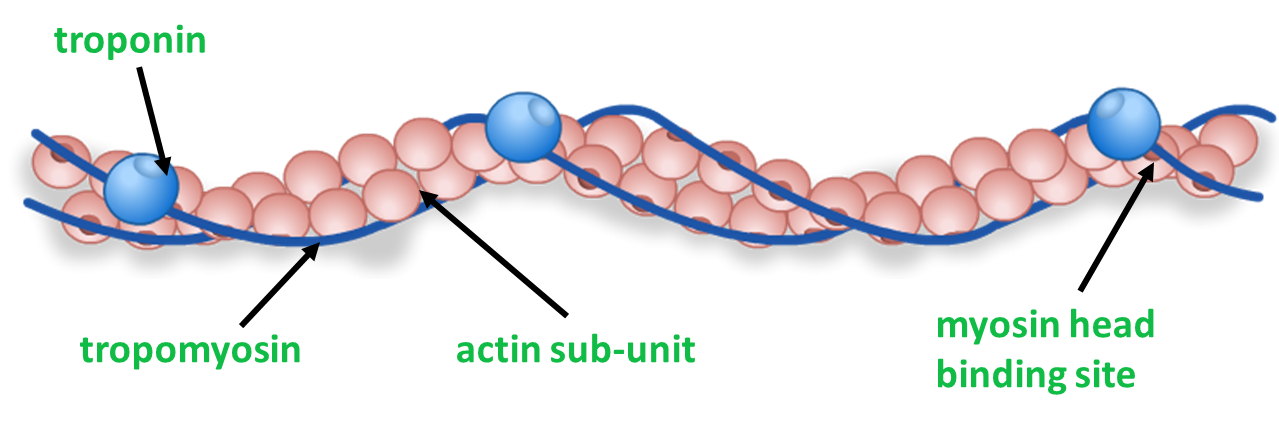 troponin
tropomyosin
actin sub-unit
myosin head
binding site